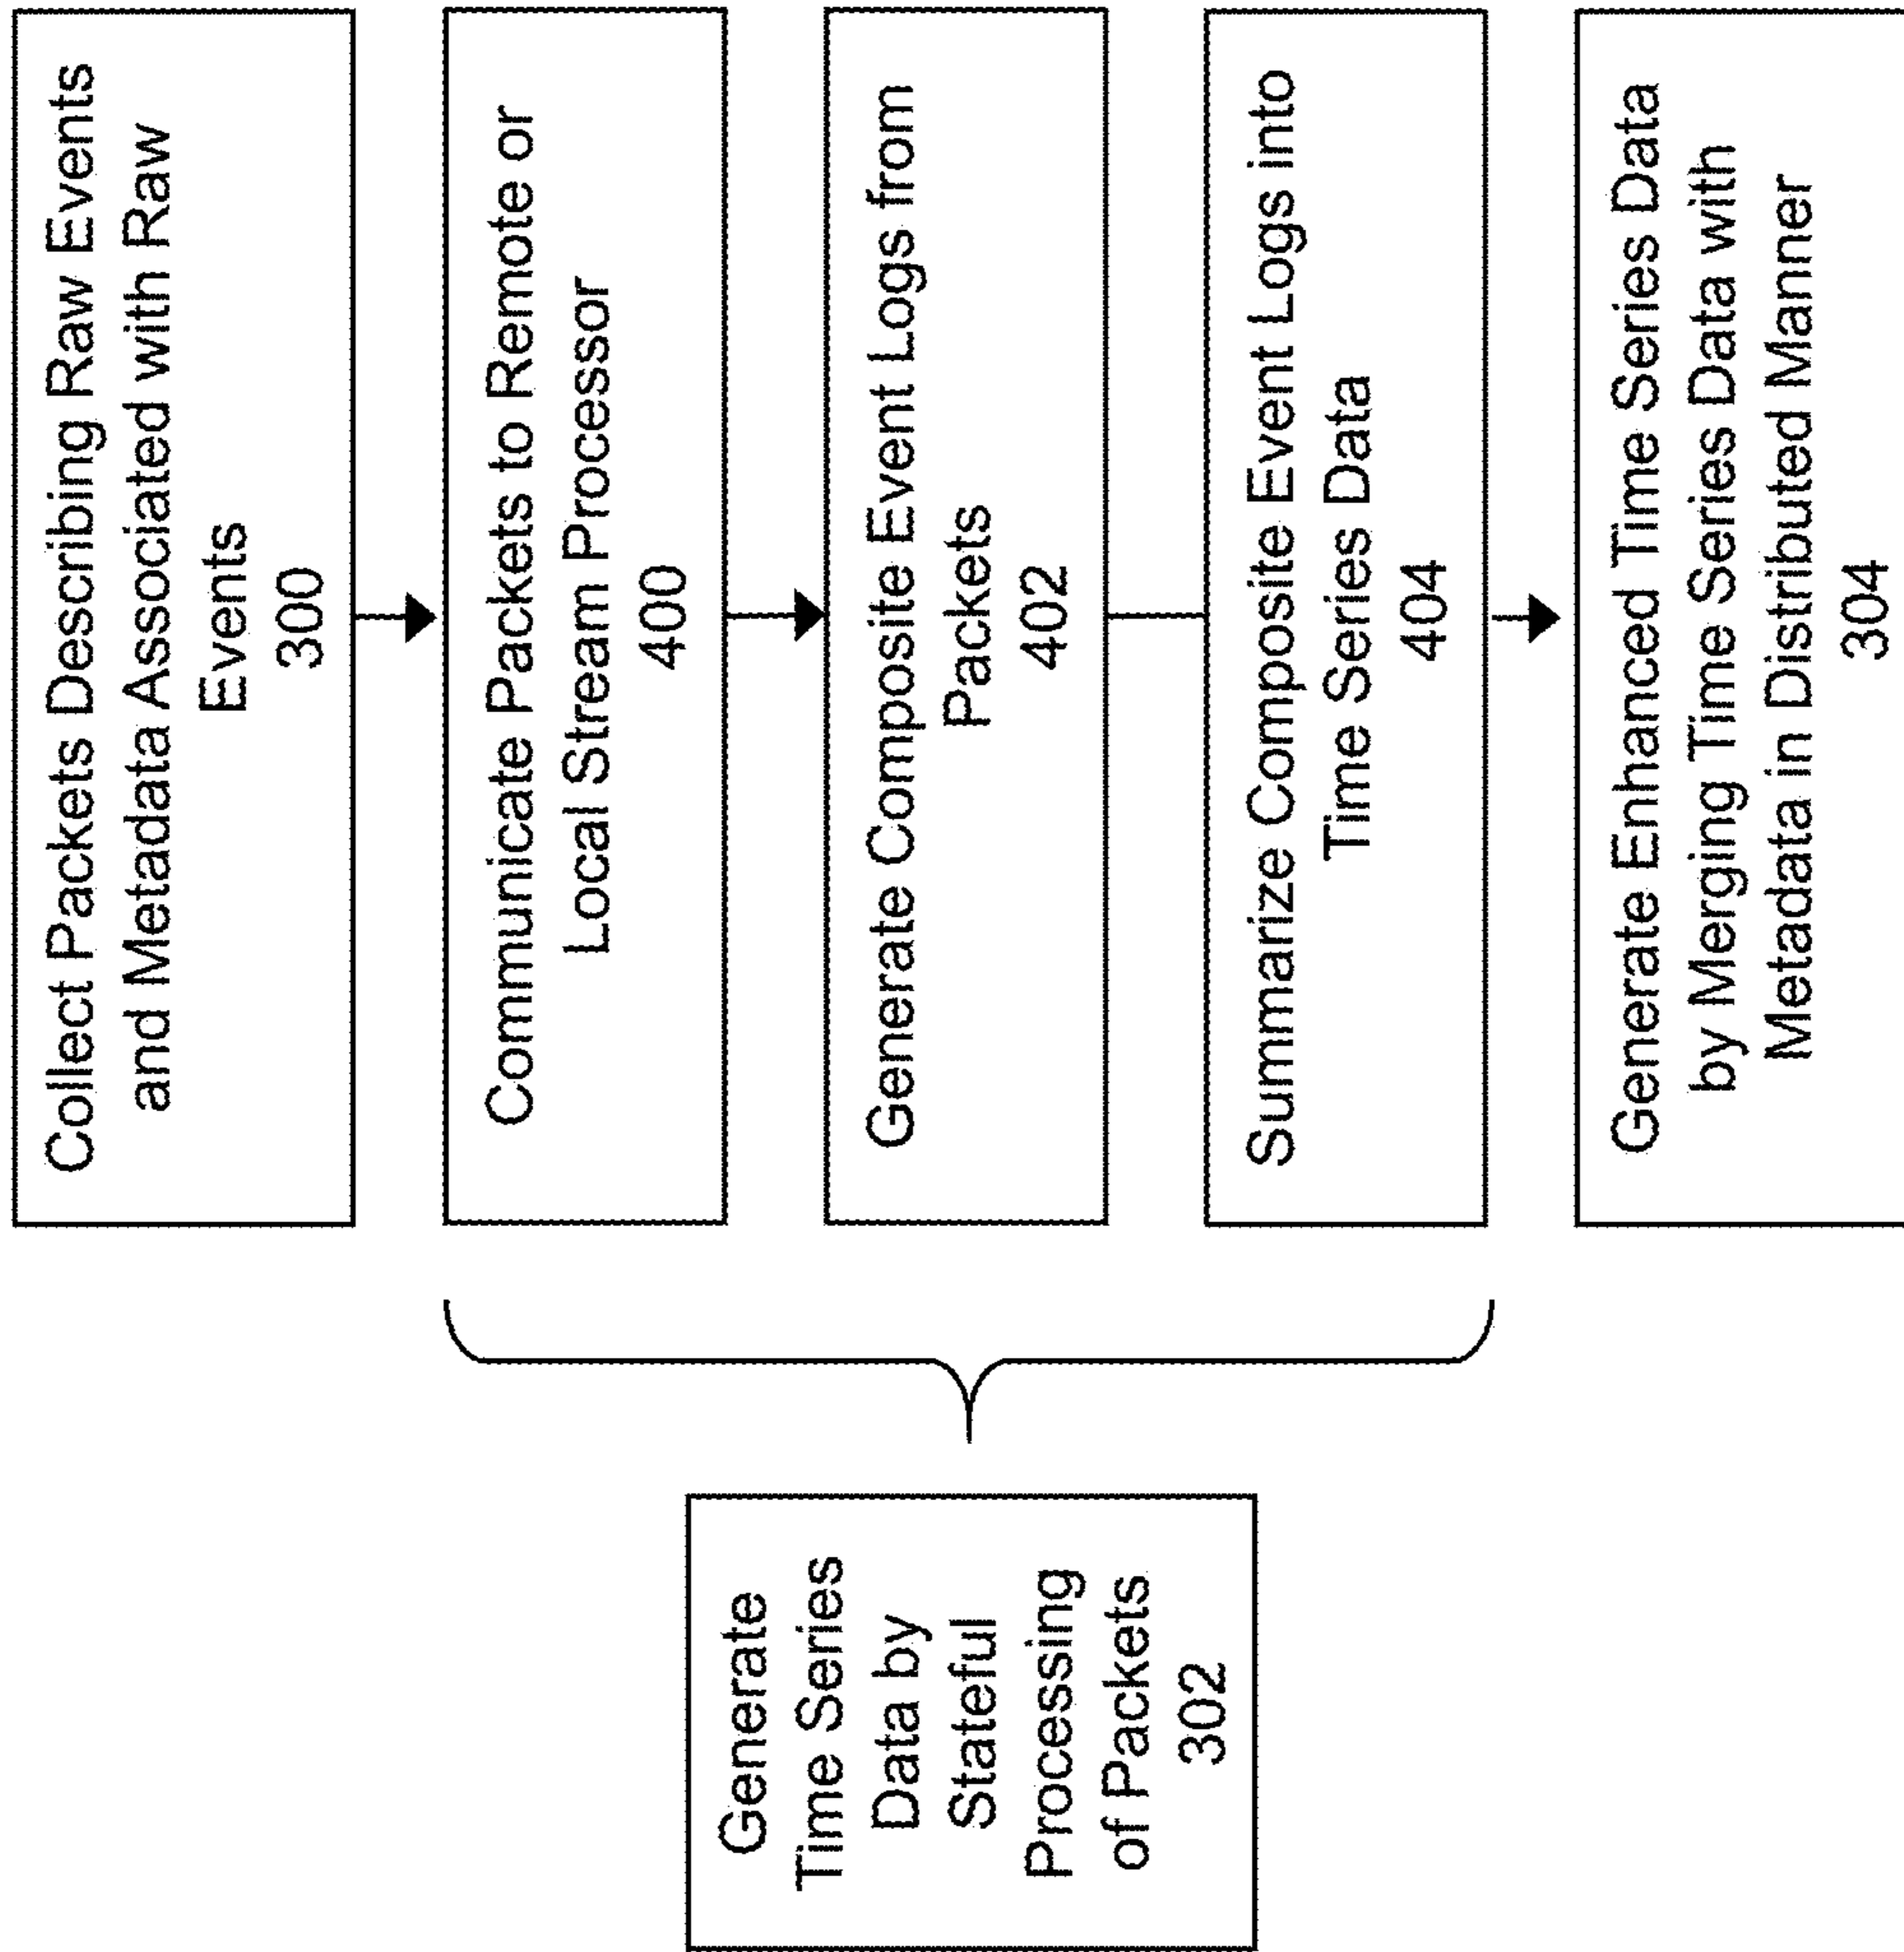 Collect Packets Describing Raw Events
and Metadata Associated with Raw
Events
300
Communicate Packets to Remote or
Local Stream Processor
400
Generate Composite Event Logs from
Packets
402
Summarize Composite Event Logs into
Time Series Data
404
Generate Enhanced Time Series Data
by Merging Time Series Data with
Metadata in Distributed Manner
304
Generate
Time Series
Data by
Stateful
Processing
of Packets
302